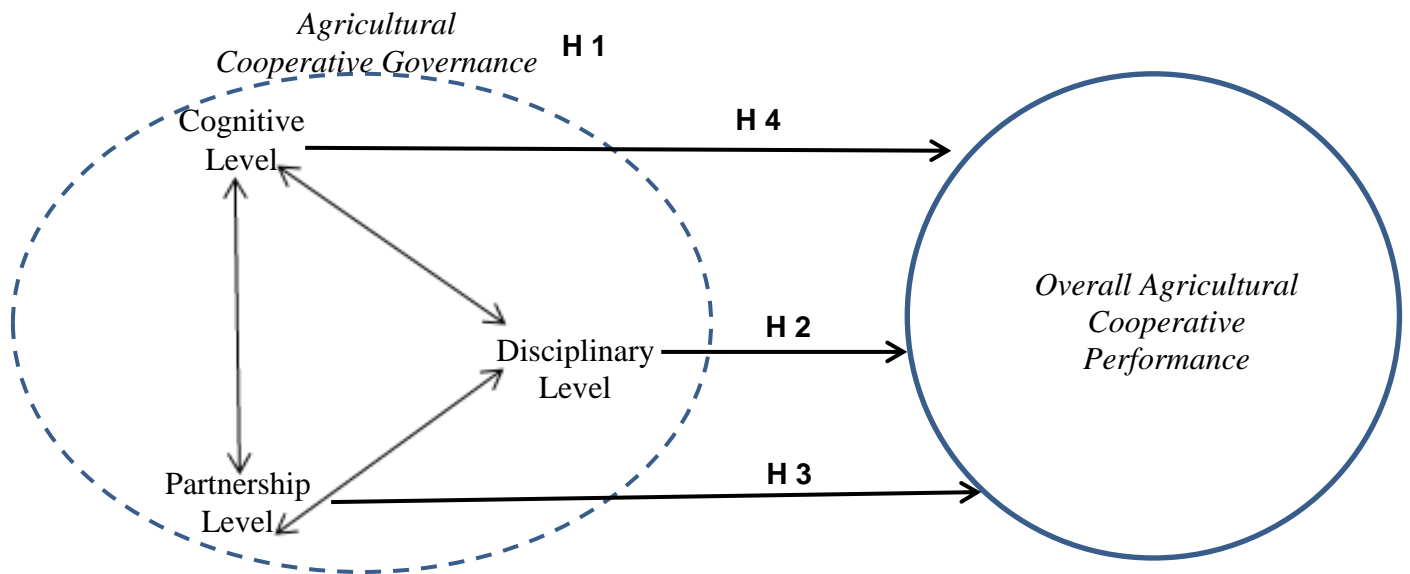 Agricultural
Cooperative Governance
H 1
Cognitive
Level
H 4
Disciplinary
Level
H 2
Partnership
Level
H 3
Overall Agricultural
Cooperative
Performance